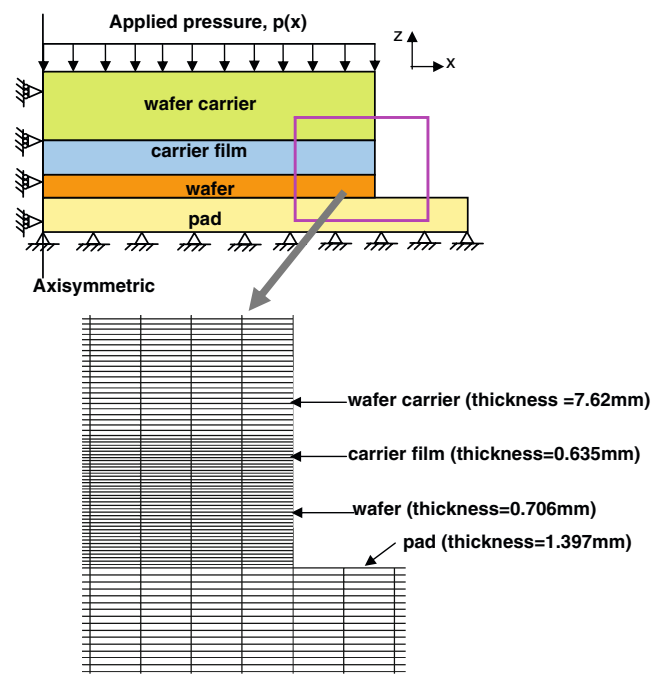 Applied pressure, p(x)
z
x
wafer carrier
carrier film
wafer
pad
Axisymmetric
wafer carrier (thickness =7.62mm)
carrier film (thickness=0.635mm)
wafer (thickness=0.706mm)
pad (thickness=1.397mm)